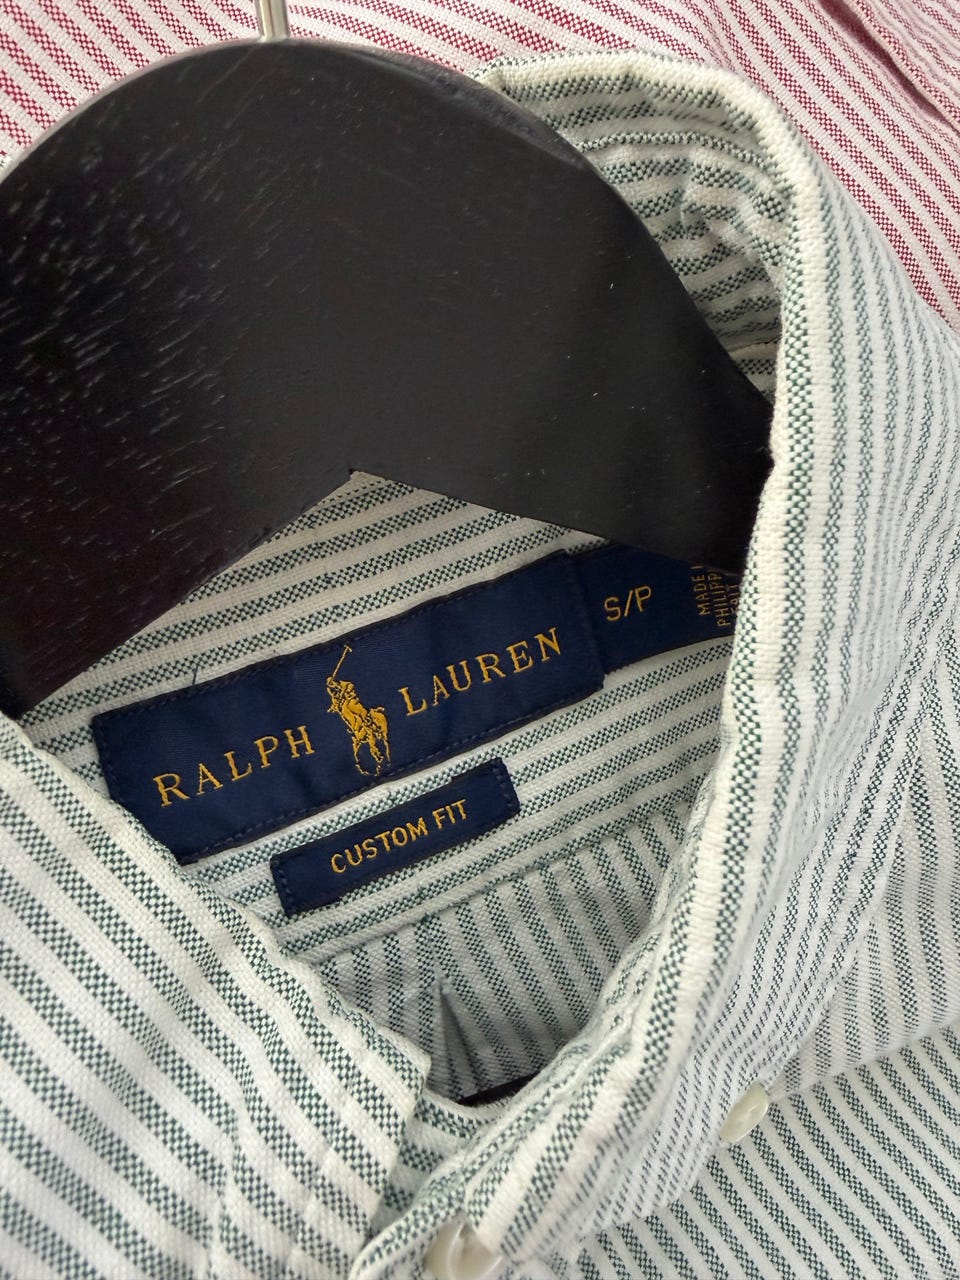 RALPH LAUREN
S/P
MADE
CUSTOM FIT